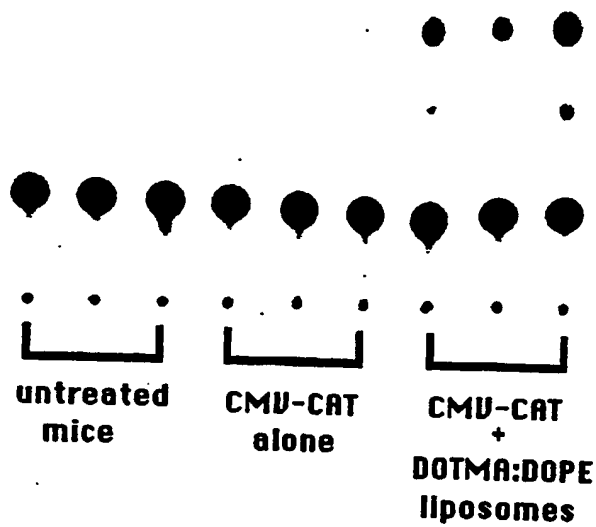 untreated
mice
CMV-CAT
alone
CMV-CAT
+
DOTMA:DOPE
liposomes